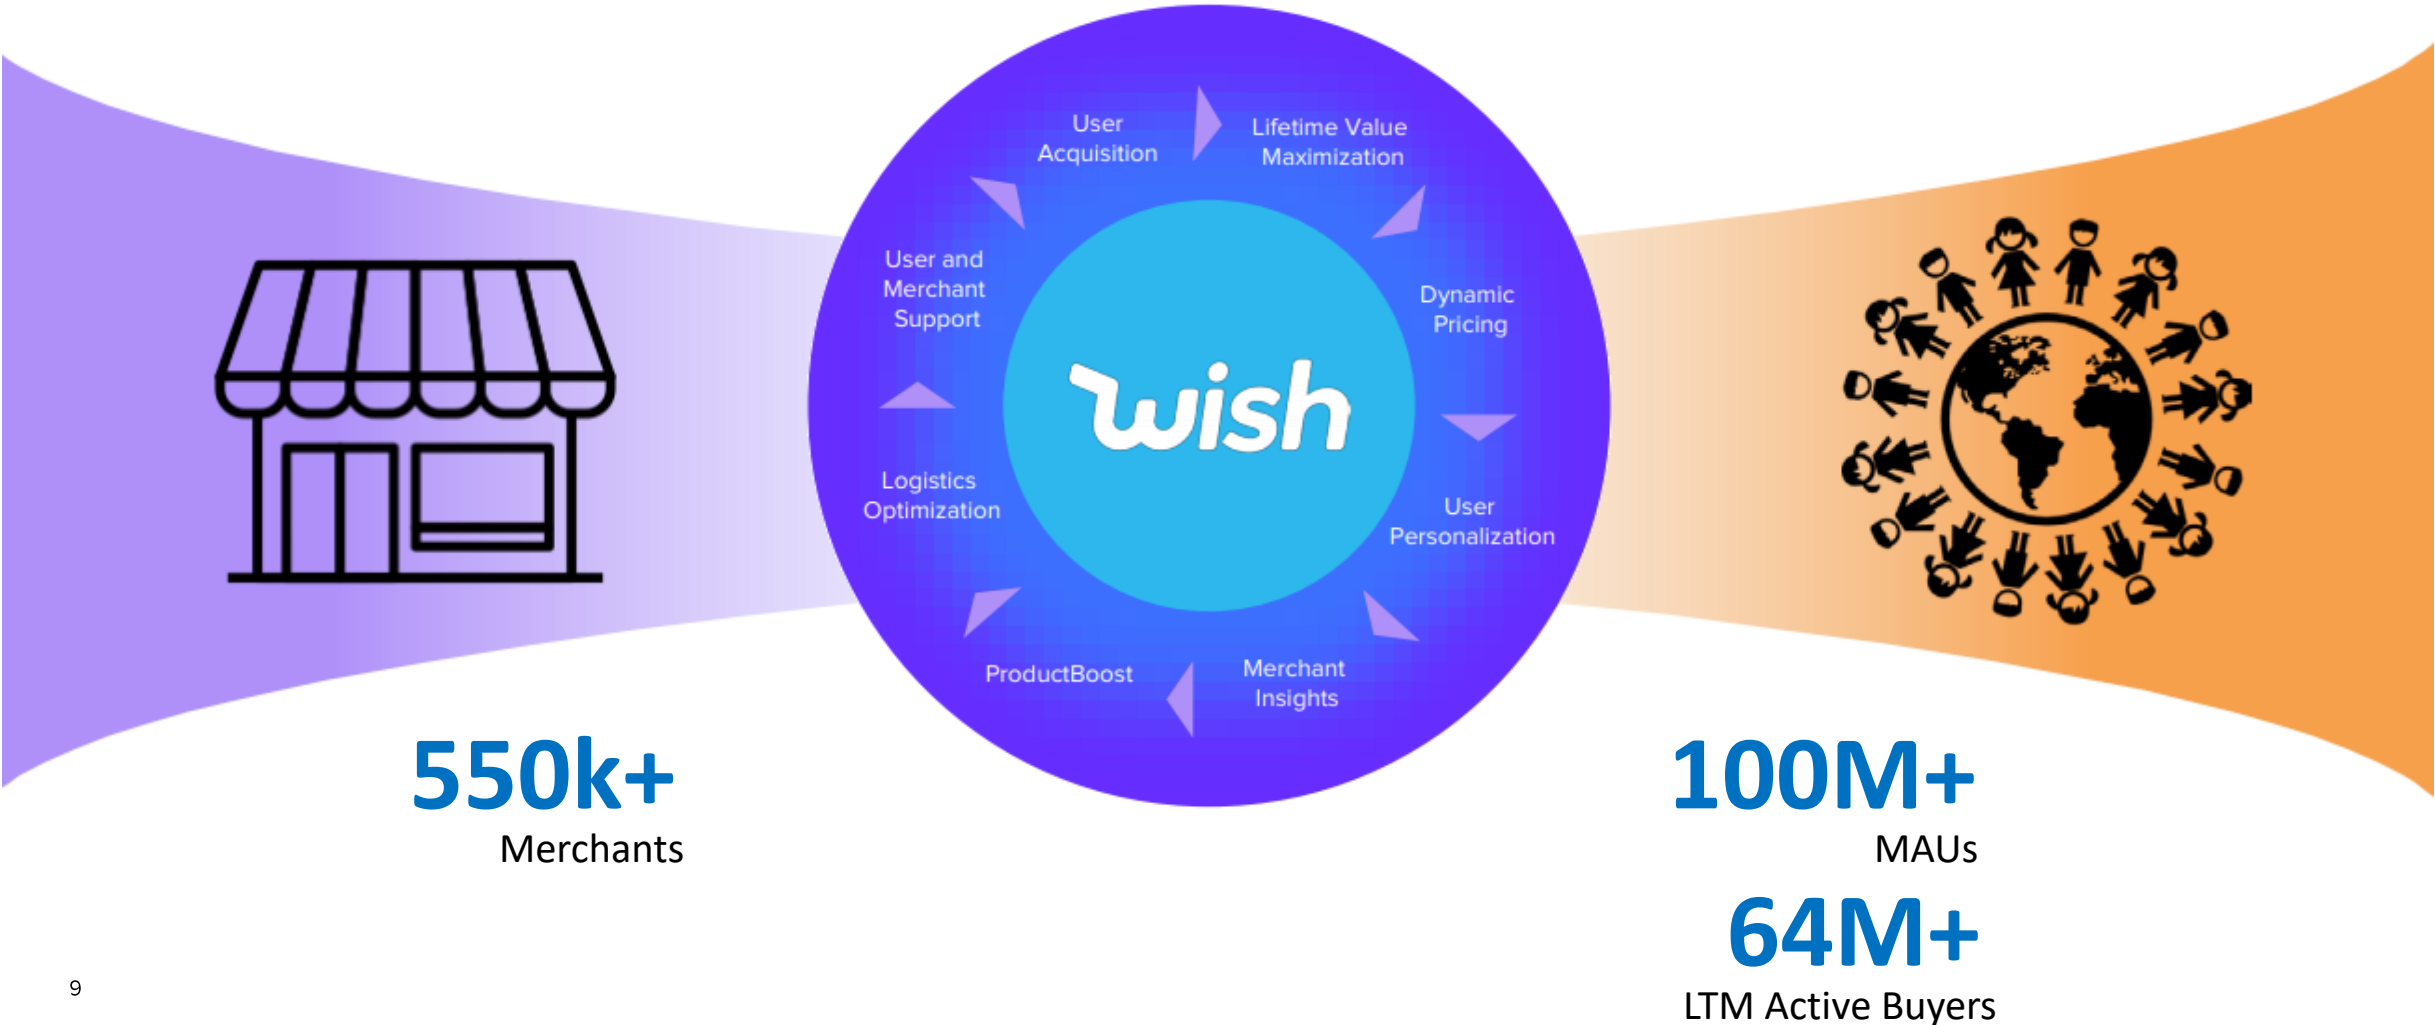 User
Acquisition
Lifetime Value
Maximization
Dynamic
Pricing
User
Personalization
Merchant
Insights
ProductBoost
Logistics
Optimization
User and
Merchant
Support
wish
550k+
Merchants
100M+
MAUs
64M+
LTM Active Buyers
9